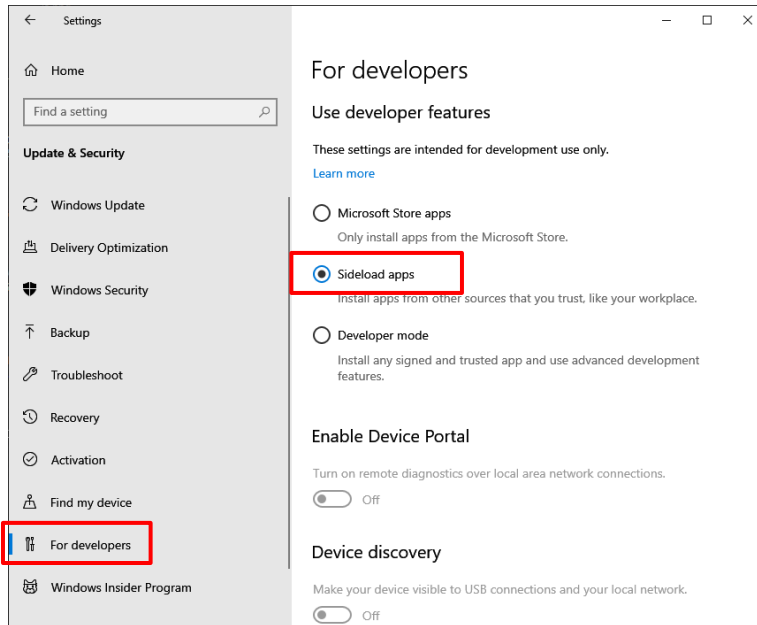 Settings
Home
Find a setting
Update & Security
Windows Update
Delivery Optimization
Windows Security
Backup
Troubleshoot
Recovery
Activation
Find my device
For developers
Windows Insider Program
For developers
Use developer features
These settings are intended for development use only.
Learn more
Microsoft Store apps
Only install apps from the Microsoft Store.
Sideload apps
Install apps from other sources that you trust, like your workplace.
Developer mode
Install any signed and trusted app and use advanced development
features.
Enable Device Portal
Turn on remote diagnostics over local area network connections.
Off
Device discovery
Make your device visible to USB connections and your local network.
Off